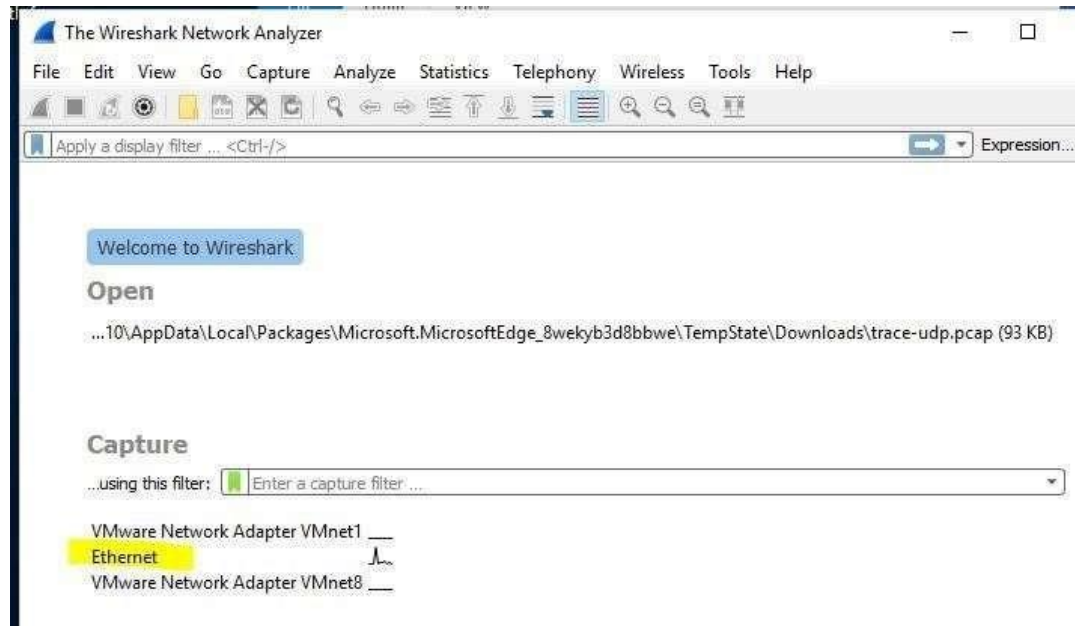 The Wireshark Network Analyzer
File Edit View Go Capture Analyze Statistics Telephony Wireless Tools Help
Apply a display filter ... <Ctrl-/> Expression...
Welcome to Wireshark
Open
...10\AppData\Local\Packages\Microsoft.MicrosoftEdge_8wekyb3d8bbwe\TempState\Downloads\trace-udp.pcap (93 KB)
Capture
...using this filter: Enter a capture filter ...
VMware Network Adapter VMnet1
Ethernet
VMware Network Adapter VMnet8